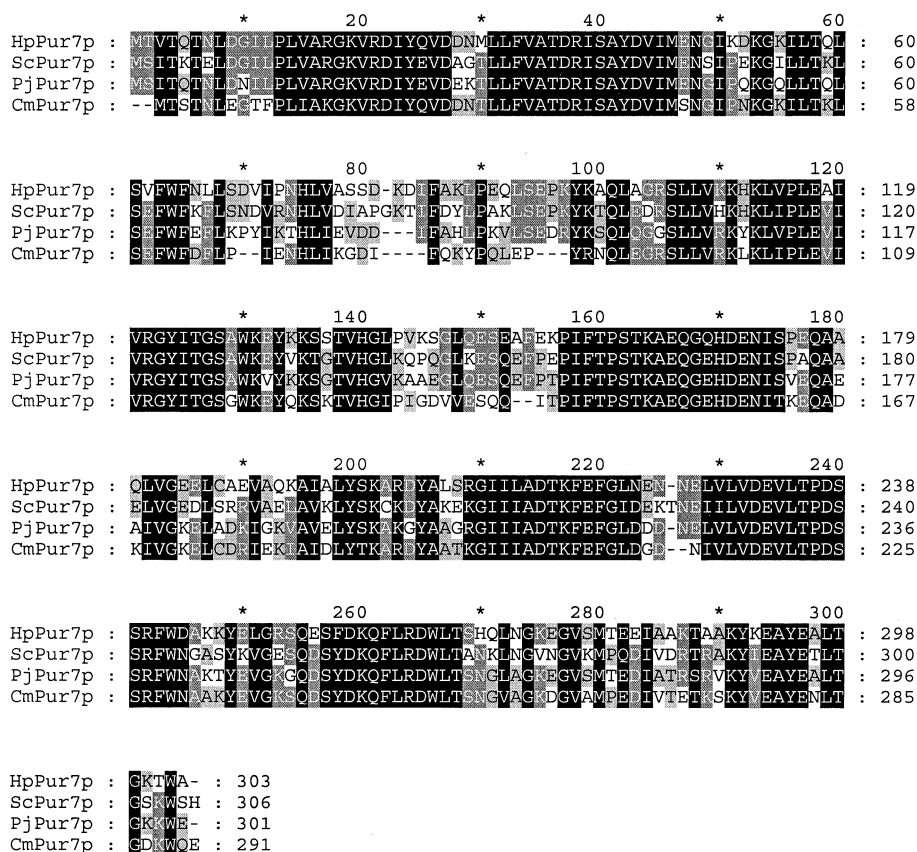 * 20 * 40 * 60
HpPur7p : MTVTQTNLDGILPLVARGKVRDIYQVDDNMLLFVATDRISAYDVIMENGIKDKGKILTQL : 60
ScPur7p : MSITKTELDGILPLVARGKVRDIYEVDAGTLLFVATDRISAYDVIMENSIPEKGILLTKL : 60
PjPur7p : MSITQTNLDNLLPLVARGKVRDIYEVDEKTLLFVATDRISAYDVIMENGIPQKGQLLTQL : 60
CmPur7p : --MTSTNLEGTFPLIAKGKVRDIYQVDDNTLLFVATDRISAYDVIMSNGIPNKGKILTKL : 58
* 80 * 100 * 120
HpPur7p : SVFWFNLLSDVIPNHLVASSD-KDIFAKLPEQLSEPKYKAQLAGRSLLVKKHKLVPLEAI : 119
ScPur7p : SEFWFKFLSNDVRNHLVDIAPGKTIFDYLPAKLSEPKYKTQLEDRSLLVHKHKLIPLEVI : 120
PjPur7p : SEFWFEFLKPYIKTHLIEVDD----IFAHLPKVLSEDRYKSQLQGRSLLVRKYKLVPLEVI : 117
CmPur7p : SEFWFDFLP--IENHLIKGDI----FQKYPQLEP---YRNQLEGRSLLVRKLKLIPLEVI : 109
* 140 * 160 * 180
HpPur7p : VRGYITGSAWKEYKKSSTVHGLPVKSGLQESEAFEKPIFTPSTKAEQGQHDENISPEQAA : 179
ScPur7p : VRGYITGSAWKEYVKTGTVHGLKQPQGLKESQEFPEPIFTPSTKAEQGEHDENISPAQAA : 180
PjPur7p : VRGYITGSAWKVYKKSGTVHGVKAAEGLQESQEFPTPIFTPSTKAEQGEHDENISVEQAE : 177
CmPur7p : VRGYITGSGWKEYQKSKTVHGIPIGDVVESQQ--ITPIFTPSTKAEQGEHDENITKEQAD : 167
* 200 * 220 * 240
HpPur7p : QLVGEELCAEVAQKAIALYSKARDYALSRGIILADTKFEFGLNEN-NELVLVDEVLTPDS : 238
ScPur7p : ELVGEDLSRRVAELAVKLYSKCKDYAKEKGIIIADTKFEFGIDEKTNEIILVDEVLTPDS : 240
PjPur7p : AIVGKELADKIGKVAVELYSKAKGYAAGRGIIIADTKFEFGLDDD-NELVLVDEVLTPDS : 236
CmPur7p : KIVGKELCDRIEKIAIDLYTKARDYAATKGIIIADTKFEFGLDGD--NIVLVDEVLTPDS : 225
* 260 * 280 * 300
HpPur7p : SRFWDAKKYELGRSQESFDKQFLRDWLTSHQLNGKEGVSMTEEIAAKTAAKYKEAYEALT : 298
ScPur7p : SRFWNGASYKVGESQDSYDKQFLRDWLTANKLNGVNGVKMPQDIVDRTRAKYIEAYETLT : 300
PjPur7p : SRFWNAKTYEVGKGQDSYDKQFLRDWLTSNGLAGKEGVSMTEDIATRSRVKYVEAYEALT : 296
CmPur7p : SRFWNAAKYEVGKSQDSYDKQFLRDWLTSNGVAGKDGVAMPEDIVTETRSKYVEAYENLT : 285
HpPur7p : GKTWA- : 303
ScPur7p : GSKWSH : 306
PjPur7p : GKKWE- : 301
CmPur7p : GDKWQE : 291